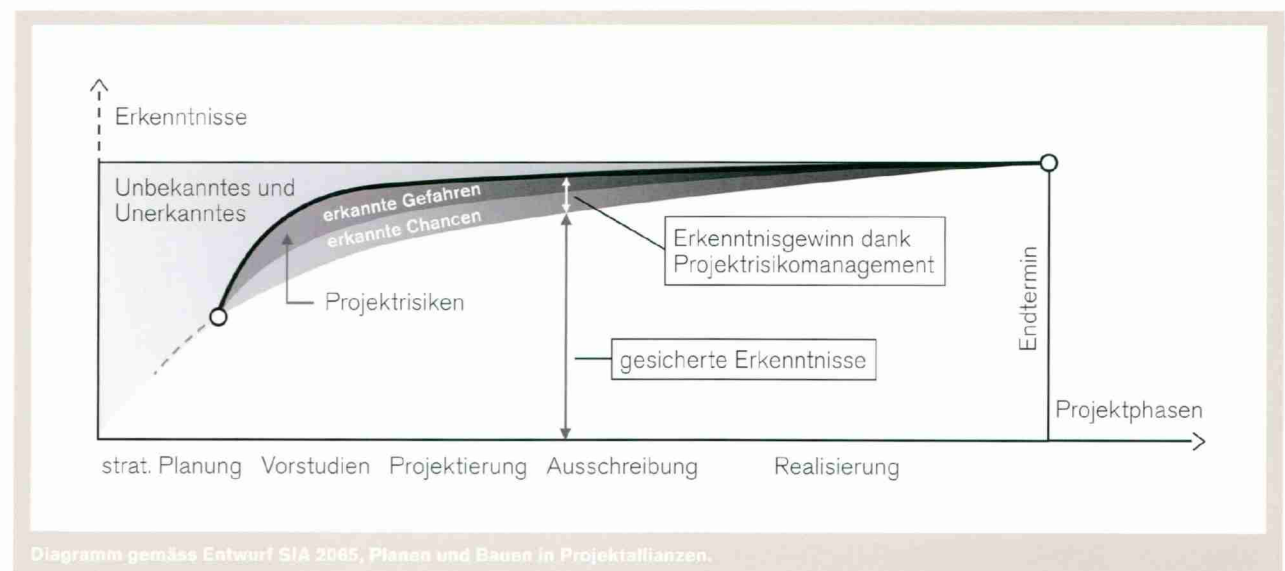 Erkenntnisse
Unbekanntes und
Unerkanntes
erkannte Gefahren
erkannte Chancen
Erkenntnisgewinn dank
Projektrisikomanagement
Projektrisiken
gesicherte Erkenntnisse
Endtermin
Projektphasen
strat. Planung Vorstudien Projektierung Ausschreibung Realisierung
Diagramm gemäss Entwurf SIA 2065, Planen und Bauen in Projektallianzen.